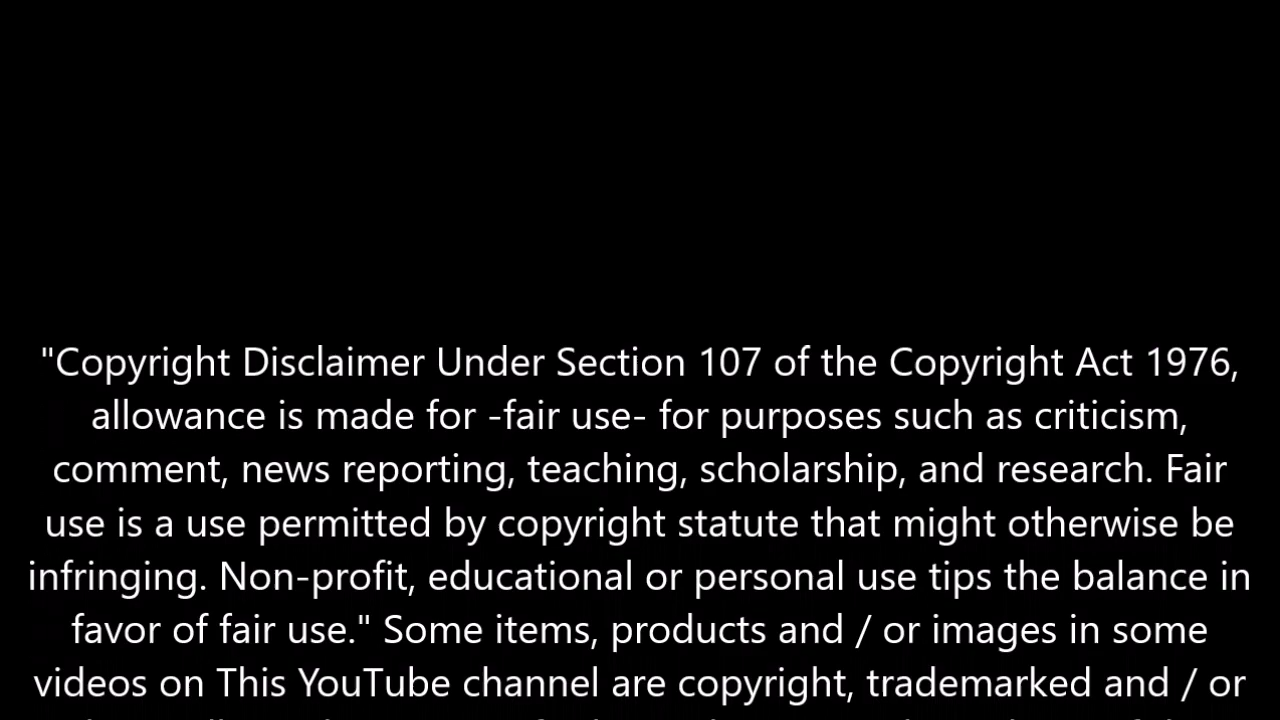 "Copyright Disclaimer Under Section 107 of the Copyright Act 1976,
allowance is made for -fair use- for purposes such as criticism,
comment, news reporting, teaching, scholarship, and research. Fair
use is a use permitted by copyright statute that might otherwise be
infringing. Non-profit, educational or personal use tips the balance in
favor of fair use." Some items, products and / or images in some
videos on This YouTube channel are copyright, trademarked and / or